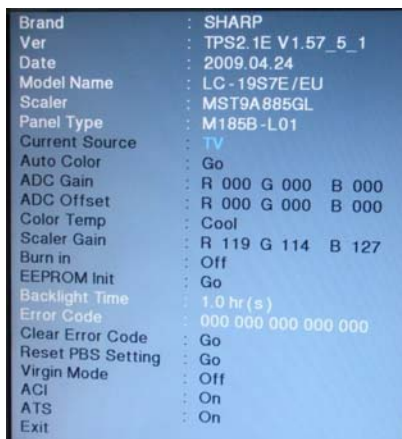 Brand : SHARP
Ver : TPS2.1E V1.57_5_1
Date : 2009.04.24
Model Name : LC-19S7E/EU
Scaler : MST9A885GL
Panel Type : M185B-L01
Current Source : TV
Auto Color : Go
ADC Gain : R 000 G 000 B 000
ADC Offset : R 000 G 000 B 000
Color Temp : Cool
Scaler Gain : R 119 G 114 B 127
Burn in : Off
EEPROM Init : Go
Backlight Time : 1.0 hr(s)
Error Code : 000 000 000 000 000
Clear Error Code : Go
Reset PBS Setting : Go
Virgin Mode : Off
ACI : On
ATS : On
Exit